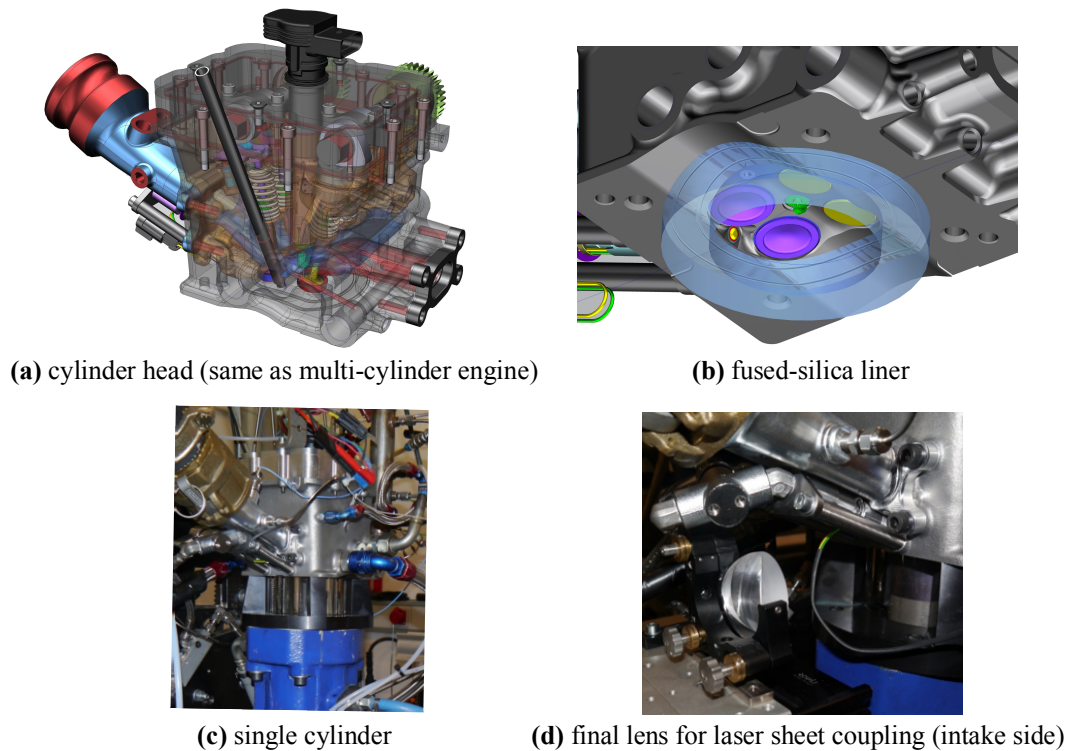 (a) cylinder head (same as multi-cylinder engine)
(b) fused-silica liner
(c) single cylinder
(d) final lens for laser sheet coupling (intake side)